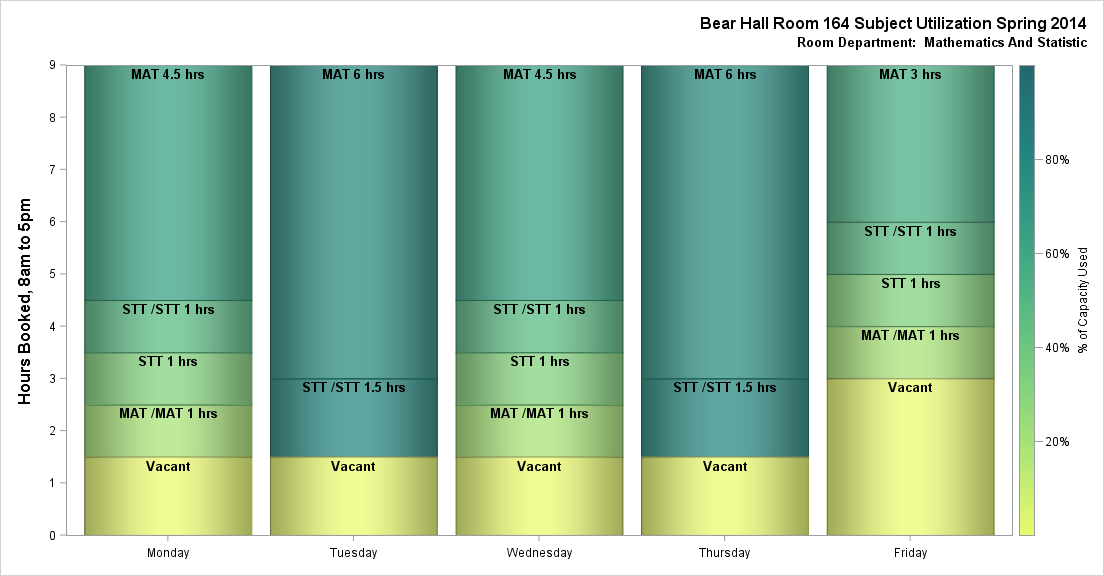 Bear Hall Room 164 Subject Utilization Spring 2014
Room Department:  Mathematics And Statistic
Hours Booked, 8am to 5pm
9
8
7
6
5
4
3
2
1
0
MAT 4.5 hrs
STT /STT 1 hrs
STT 1 hrs
MAT /MAT 1 hrs
Vacant
Monday
MAT 6 hrs
STT /STT 1.5 hrs
Vacant
Tuesday
MAT 4.5 hrs
STT /STT 1 hrs
STT 1 hrs
MAT /MAT 1 hrs
Vacant
Wednesday
MAT 6 hrs
STT /STT 1.5 hrs
Vacant
Thursday
MAT 3 hrs
STT /STT 1 hrs
STT 1 hrs
MAT /MAT 1 hrs
Vacant
Friday
80%
60%
40%
20%
% of Capacity Used